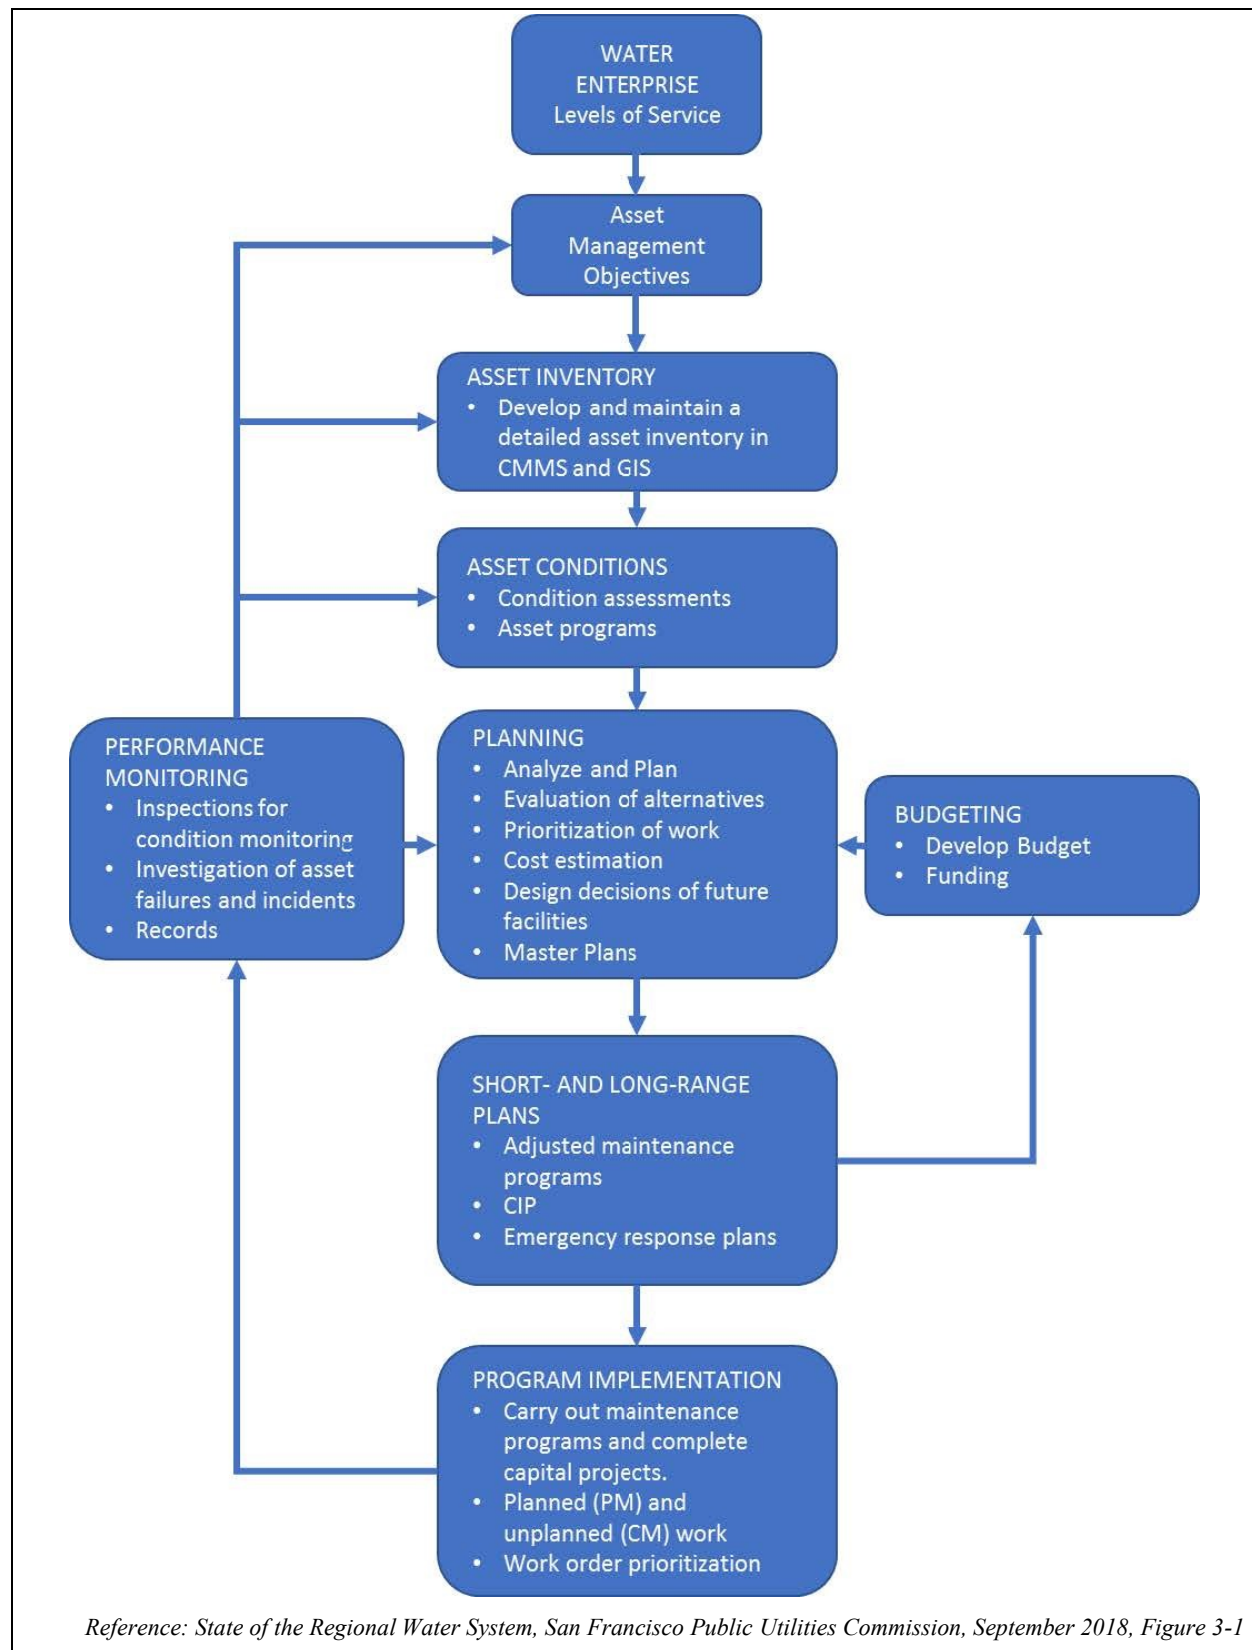 WATER
ENTERPRISE
Levels of Service
Asset
Management
Objectives
ASSET INVENTORY
• Develop and maintain a
detailed asset inventory in
CMMS and GIS
ASSET CONDITIONS
• Condition assessments
• Asset programs
PERFORMANCE
MONITORING
• Inspections for
condition monitoring
• Investigation of asset
failures and incidents
• Records
PLANNING
• Analyze and Plan
• Evaluation of alternatives
• Prioritization of work
• Cost estimation
• Design decisions of future
facilities
• Master Plans
BUDGETING
• Develop Budget
• Funding
SHORT- AND LONG-RANGE
PLANS
• Adjusted maintenance
programs
• CIP
• Emergency response plans
PROGRAM IMPLEMENTATION
• Carry out maintenance
programs and complete
capital projects.
• Planned (PM) and
unplanned (CM) work
• Work order prioritization
Reference: State of the Regional Water System, San Francisco Public Utilities Commission, September 2018, Figure 3-1